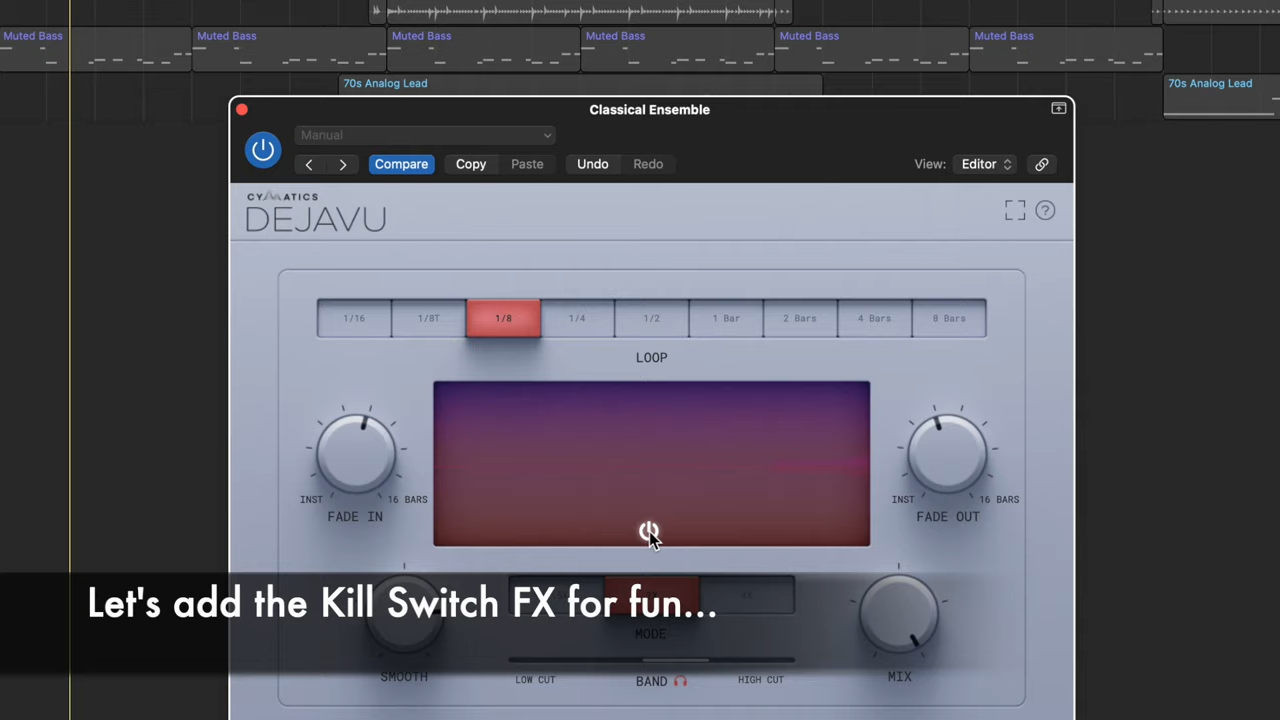 Muted Bass Muted Bass Muted Bass Muted Bass Muted Bass Muted Bass
70s Analog Lead 70s Analog Lead
Classical Ensemble
Manual
Compare Copy Paste Undo Redo View: Editor
CYMATICS
DEJAVU
1/16 1/8T 1/8 1/4 1/2 1 Bar 2 Bars 4 Bars 8 Bars
LOOP
INST 16 BARS INST 16 BARS
FADE IN FADE OUT
Let's add the Kill Switch FX for fun...
MODE
SMOOTH LOW CUT BAND HIGH CUT MIX